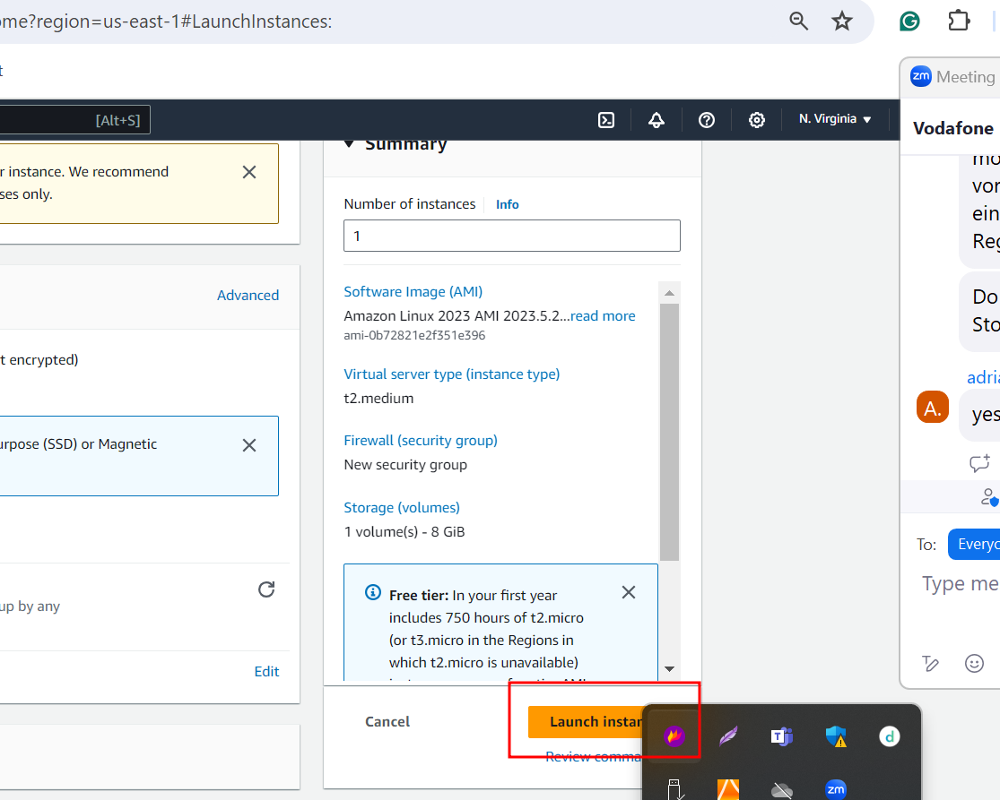 ome?region=us-east-1#LaunchInstances:
t
[Alt+S]
N. Virginia
zm Meeting
Vodafone
r instance. We recommend
ses only.
Summary
Number of instances Info
1
Advanced
Software Image (AMI)
Amazon Linux 2023 AMI 2023.5.2...read more
ami-0b72821e2f351e396
t encrypted)
Virtual server type (instance type)
t2.medium
urpose (SSD) or Magnetic
Firewall (security group)
New security group
Storage (volumes)
1 volume(s) - 8 GiB
up by any
Free tier: In your first year
includes 750 hours of t2.micro
(or t3.micro in the Regions in
which t2.micro is unavailable)
Edit
Cancel
Launch instan
Review comma
mo
vor
ein
Reg
Do
Sto
adria
A.
yes
To: Everyo
Type me
T
d
zm